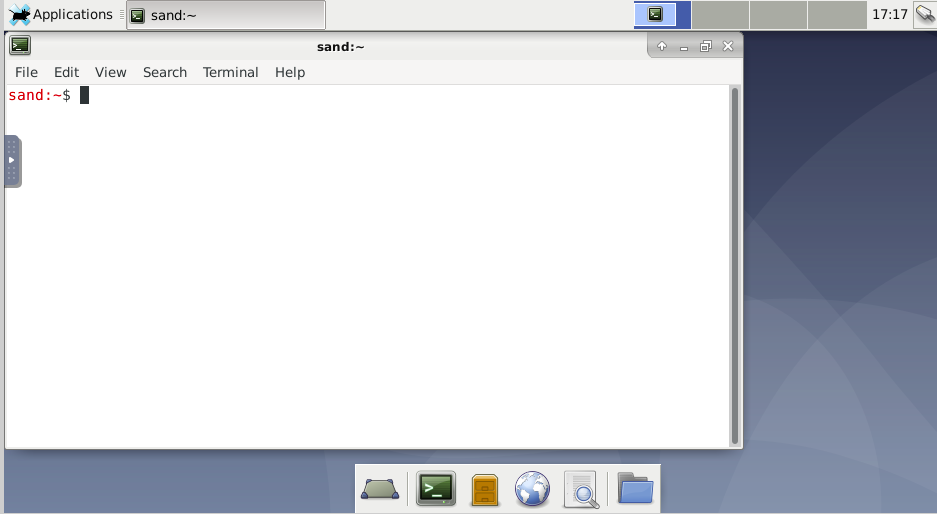 Applications sand:~ 17:17
sand:~
File Edit View Search Terminal Help
sand:~$